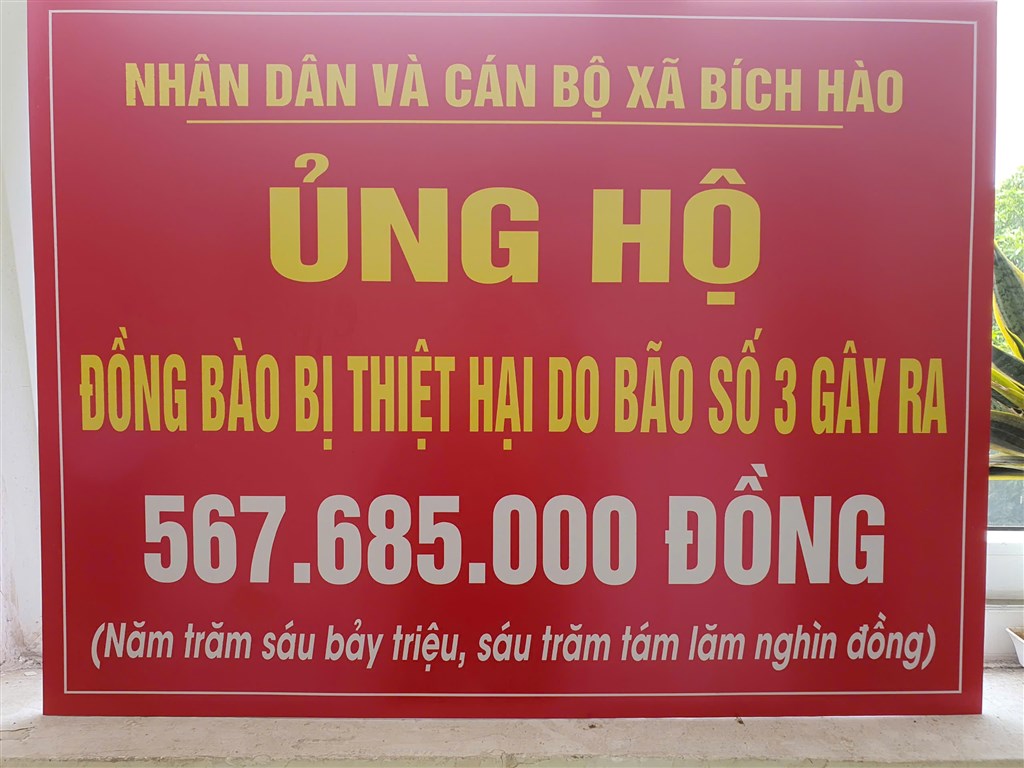 NHÂN DÂN VÀ CÁN BỘ XÃ BÍCH HÀO
ỦNG HỘ
ĐỒNG BÀO BỊ THIỆT HẠI DO BÃO SỐ 3 GÂY RA
567.685.000 ĐỒNG
(Năm trăm sáu bảy triệu, sáu trăm tám lăm nghìn đồng)